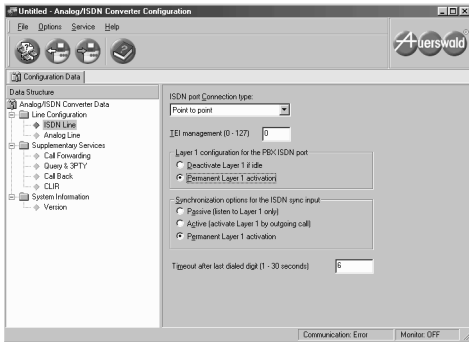 Untitled - Analog/ISDN Converter Configuration
File Options Service Help
Auerswald
Configuration Data
Data Structure
Analog/ISDN Converter Data
Line Configuration
ISDN Line
Analog Line
Supplementary Services
Call Forwarding
Query & 3PTY
Call Back
CLIR
System Information
Version
ISDN port Connection type:
Point to point
TEI management (0 - 127) 0
Layer 1 configuration for the PBX ISDN port
Deactivate Layer 1 if idle
Permanent Layer 1 activation
Synchronization options for the ISDN sync input
Passive (listen to Layer 1 only)
Active (activate Layer 1 by outgoing call)
Permanent Layer 1 activation
Timeout after last dialed digit (1 - 30 seconds) 6
Communication: Error Monitor: OFF